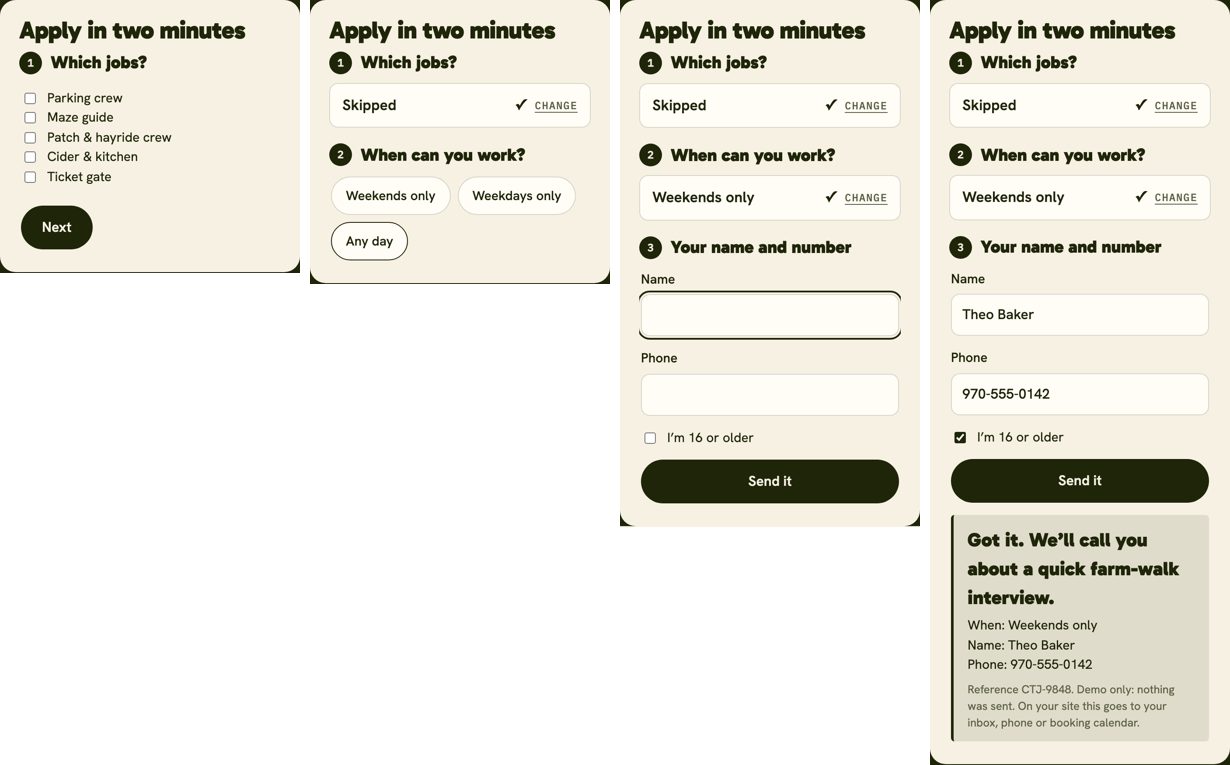 Apply in two minutes
1 Which jobs?
Parking crew
Maze guide
Patch & hayride crew
Cider & kitchen
Ticket gate
Next
Apply in two minutes
1 Which jobs?
Skipped ✓ CHANGE
2 When can you work?
Weekends only Weekdays only
Any day
Apply in two minutes
1 Which jobs?
Skipped ✓ CHANGE
2 When can you work?
Weekends only ✓ CHANGE
3 Your name and number
Name
Phone
I’m 16 or older
Send it
Apply in two minutes
1 Which jobs?
Skipped ✓ CHANGE
2 When can you work?
Weekends only ✓ CHANGE
3 Your name and number
Name
Theo Baker
Phone
970-555-0142
I’m 16 or older
Send it
Got it. We’ll call you
about a quick farm-walk
interview.
When: Weekends only
Name: Theo Baker
Phone: 970-555-0142
Reference CTJ-9848. Demo only: nothing
was sent. On your site this goes to your
inbox, phone or booking calendar.